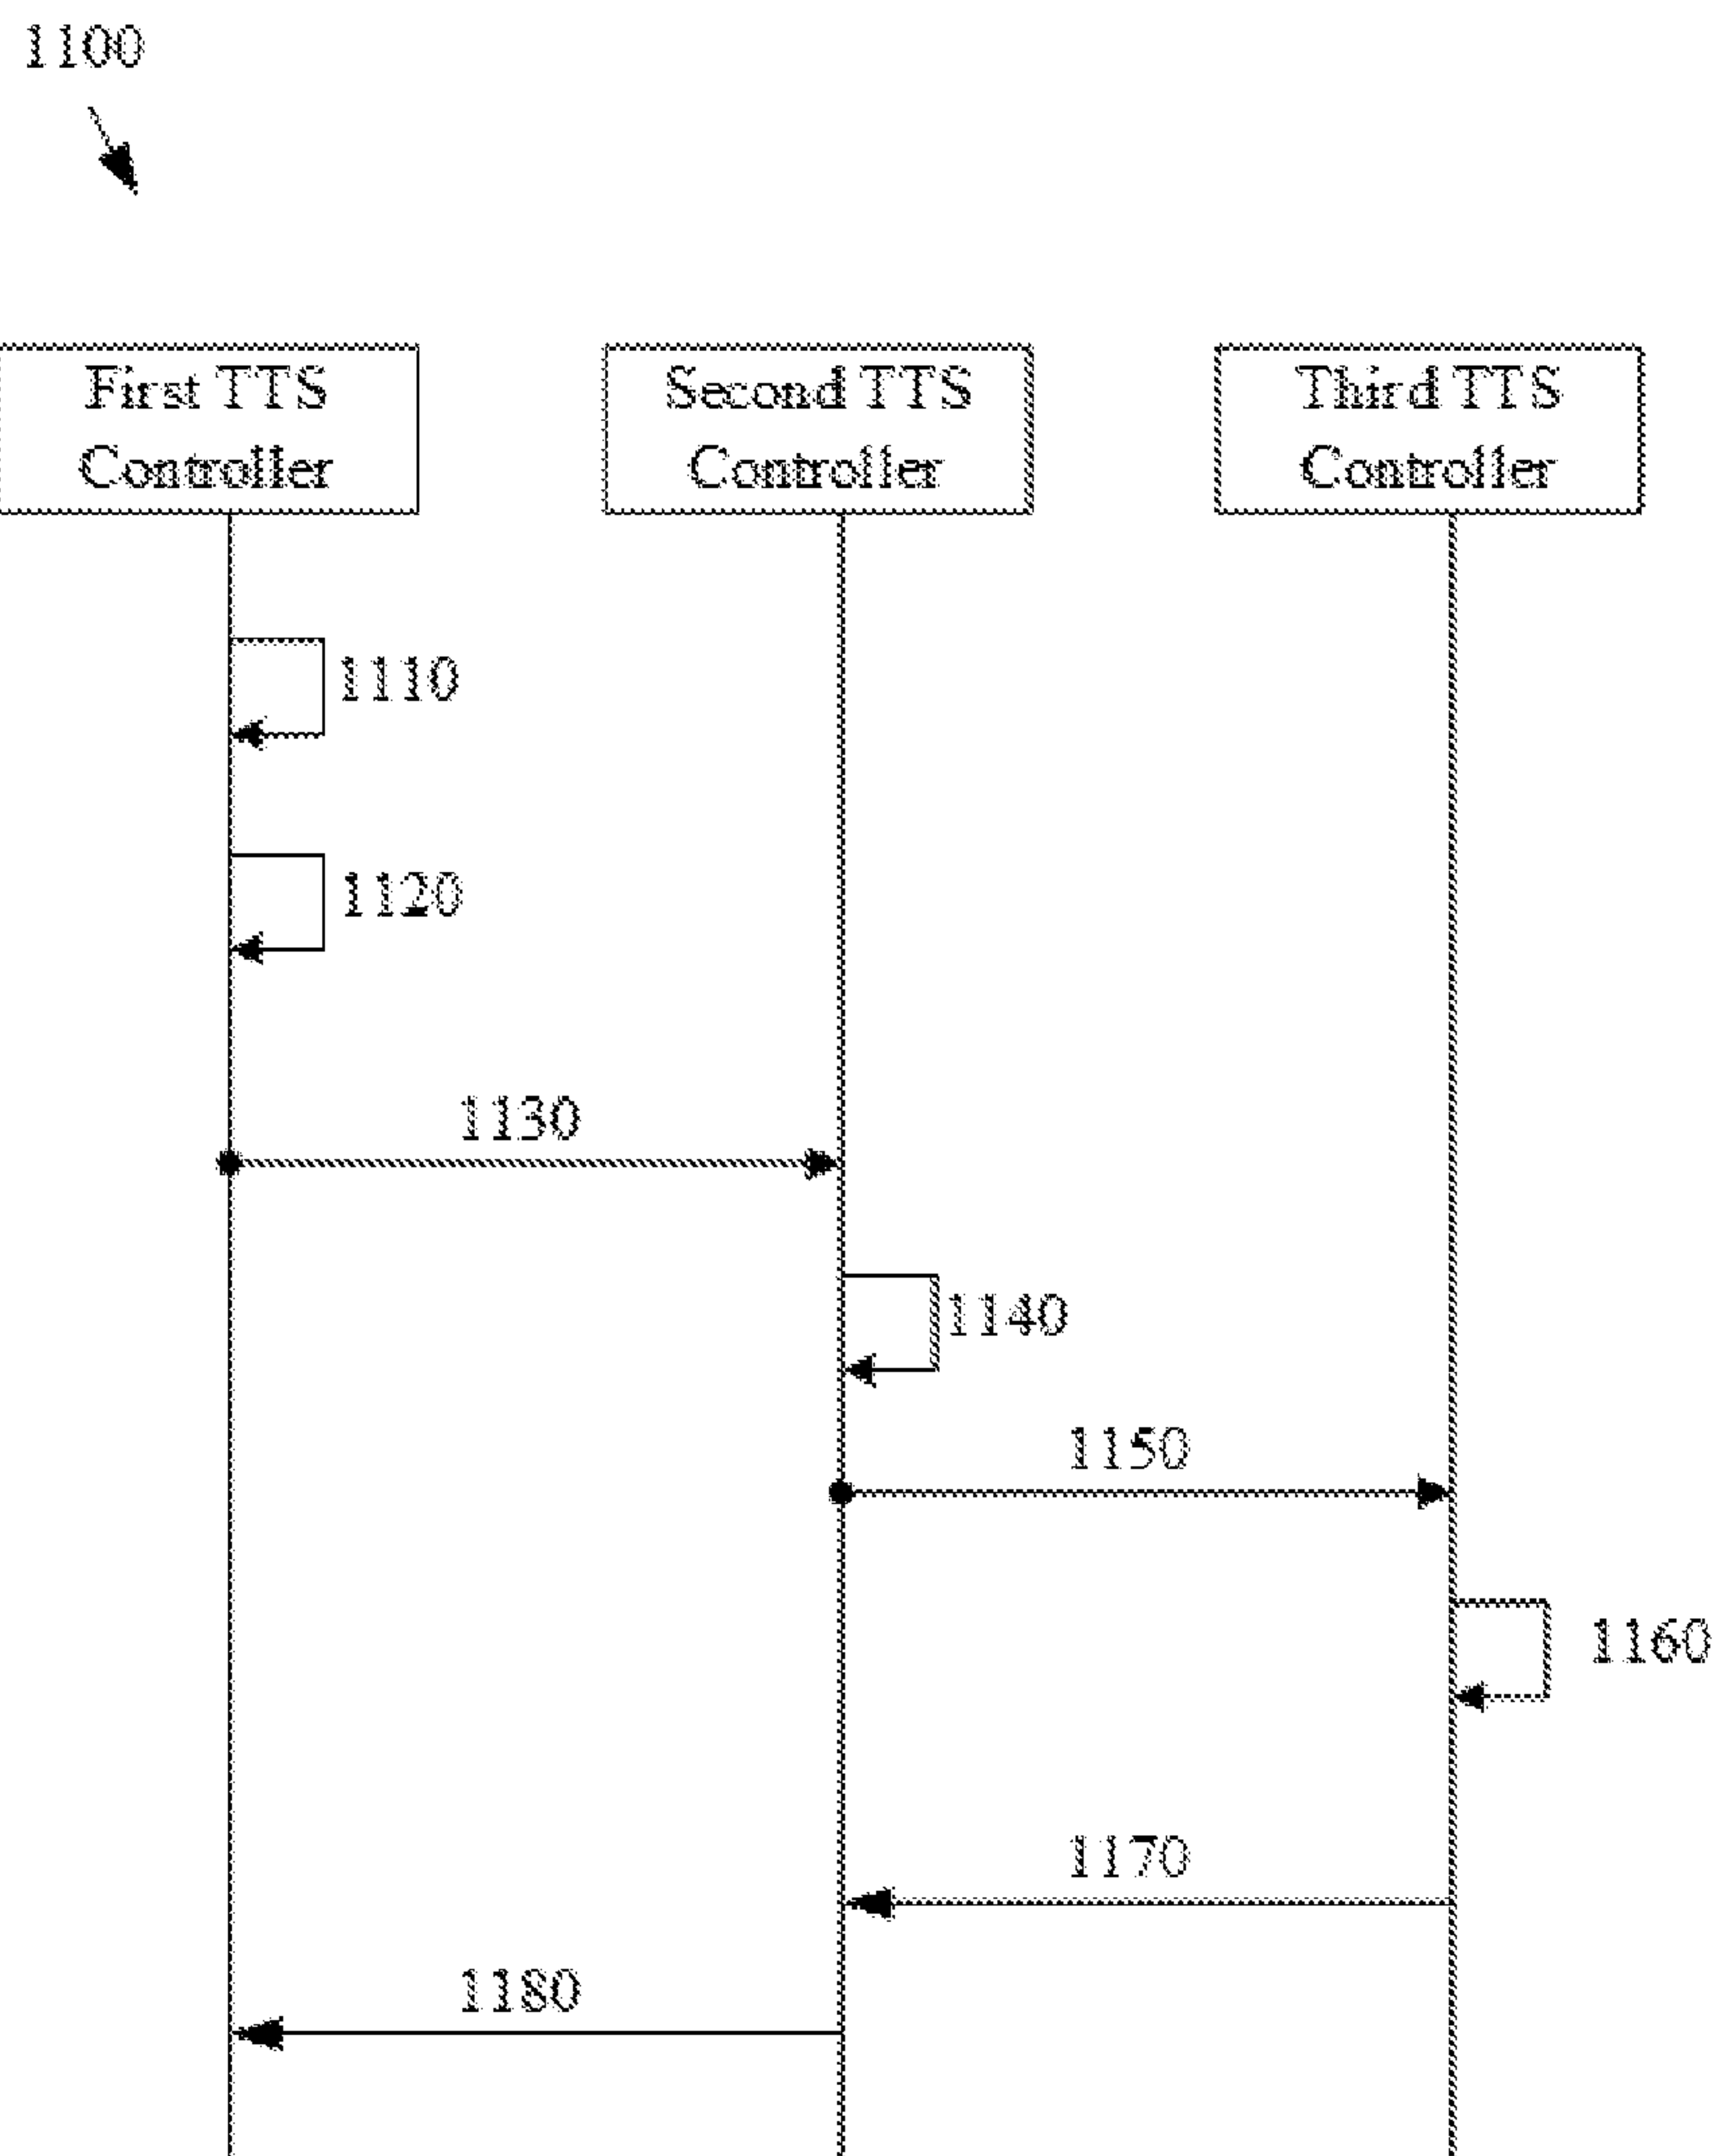 1100
First TTS
Controller
Second TTS
Controller
Third TTS
Controller
1110
1120
1130
1140
1150
1160
1170
1180